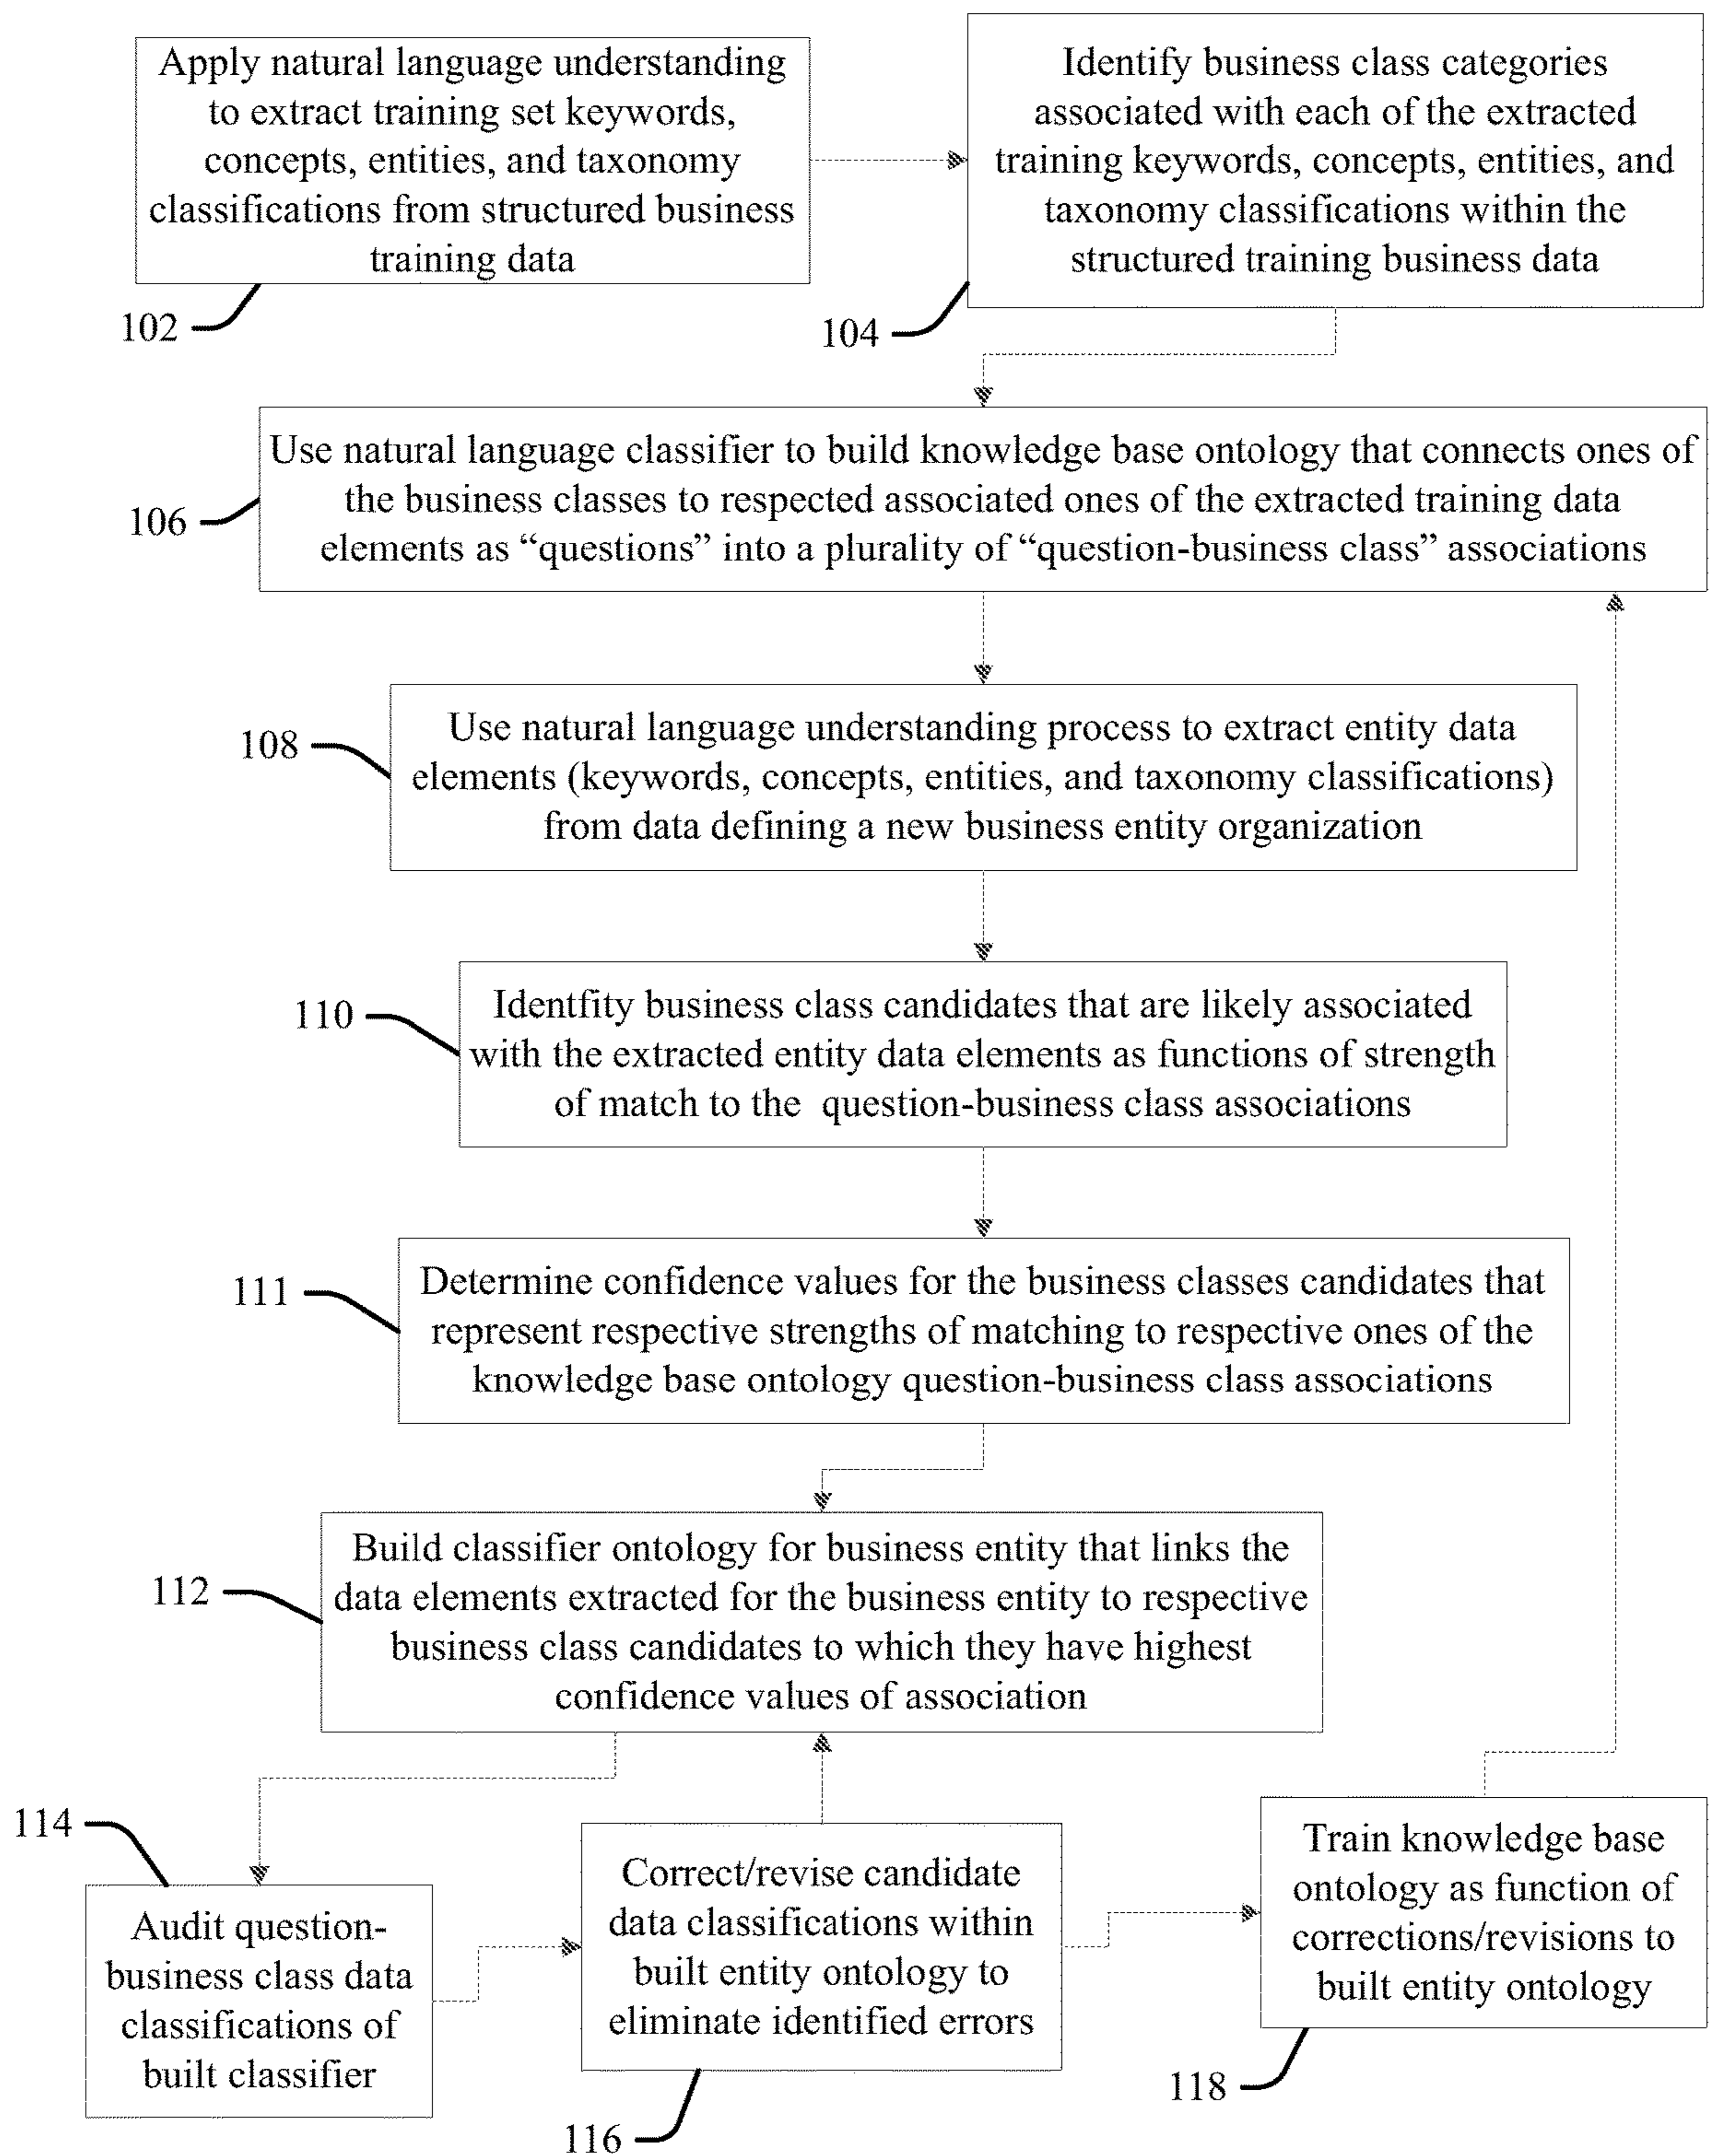 Apply natural language understanding
to extract training set keywords,
concepts, entities, and taxonomy
classifications from structured business
training data
102
Identify business class categories
associated with each of the extracted
training keywords, concepts, entities, and
taxonomy classifications within the
structured training business data
104
Use natural language classifier to build knowledge base ontology that connects ones of
the business classes to respected associated ones of the extracted training data
elements as “questions” into a plurality of “question-business class” associations
106
Use natural language understanding process to extract entity data
elements (keywords, concepts, entities, and taxonomy classifications)
from data defining a new business entity organization
108
Identfity business class candidates that are likely associated
with the extracted entity data elements as functions of strength
of match to the question-business class associations
110
Determine confidence values for the business classes candidates that
represent respective strengths of matching to respective ones of the
knowledge base ontology question-business class associations
111
Build classifier ontology for business entity that links the
data elements extracted for the business entity to respective
business class candidates to which they have highest
confidence values of association
112
114
Audit question-
business class data
classifications of
built classifier
Correct/revise candidate
data classifications within
built entity ontology to
eliminate identified errors
116
Train knowledge base
ontology as function of
corrections/revisions to
built entity ontology
118